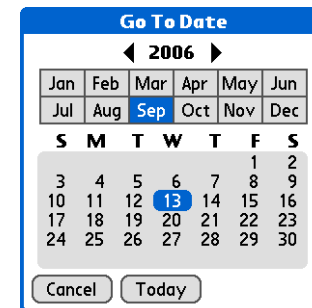 Go To Date
2006
Jan Feb Mar Apr May Jun
Jul Aug Sep Oct Nov Dec
S M T W T F S
1 2
3 4 5 6 7 8 9
10 11 12 13 14 15 16
17 18 19 20 21 22 23
24 25 26 27 28 29 30
Cancel Today